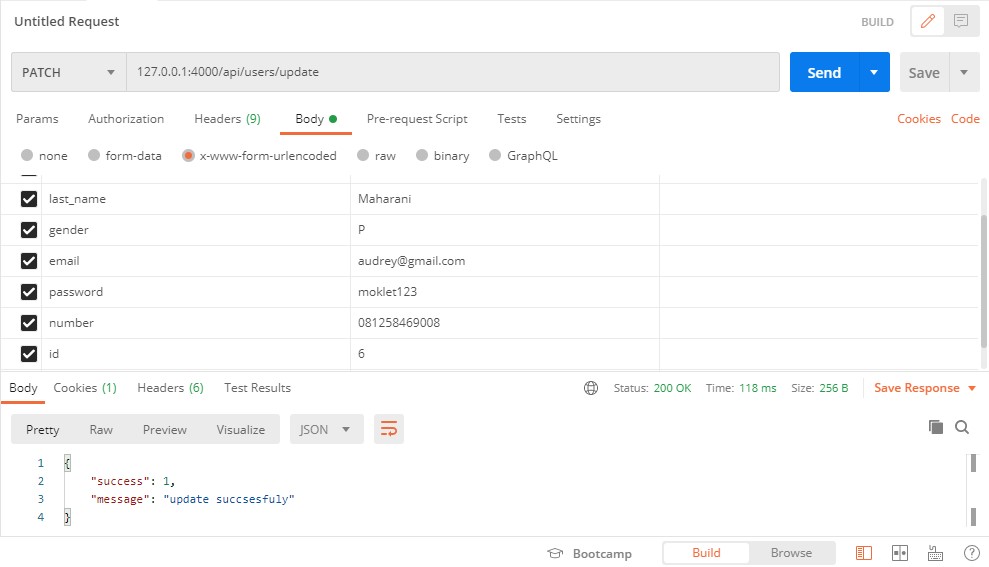 Untitled Request
BUILD
PATCH 127.0.0.1:4000/api/users/update Send Save
Params Authorization Headers (9) Body Pre-request Script Tests Settings Cookies Code
none form-data x-www-form-urlencoded raw binary GraphQL
last_name Maharani
gender P
email audrey@gmail.com
password moklet123
number 081258469008
id 6
Body Cookies (1) Headers (6) Test Results Status: 200 OK Time: 118 ms Size: 256 B Save Response
Pretty Raw Preview Visualize JSON
1 {
2 "success": 1,
3 "message": "update succsesfuly"
4 }
Bootcamp Build Browse ?